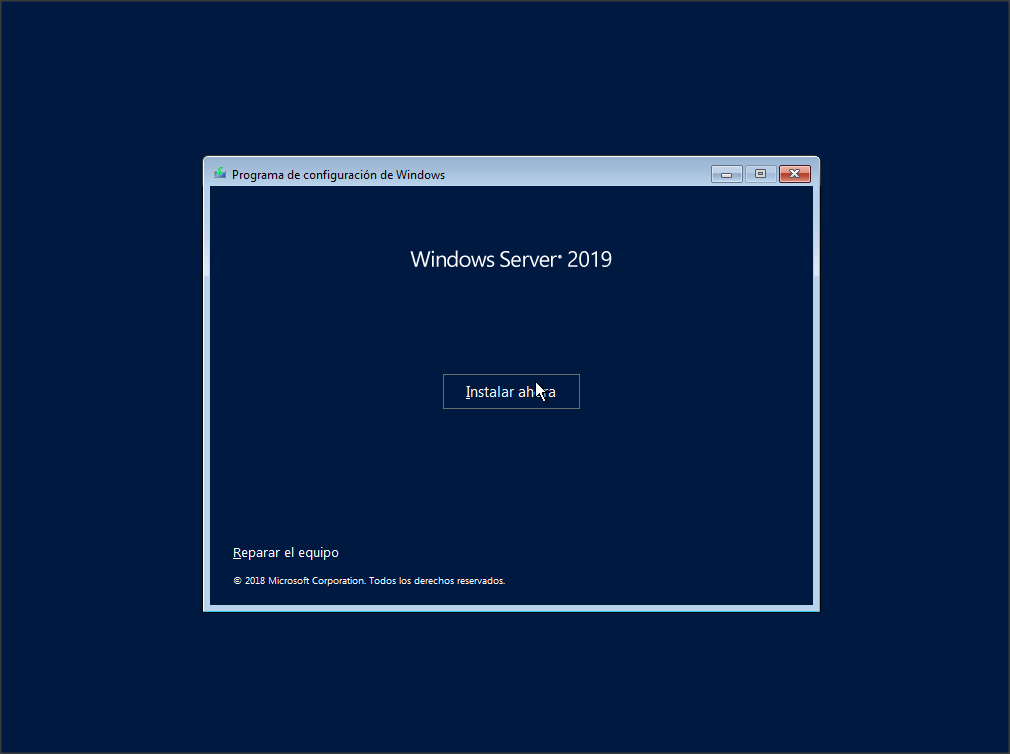 Programa de configuración de Windows
Windows Server® 2019
Instalar ahora
Reparar el equipo
© 2018 Microsoft Corporation. Todos los derechos reservados.